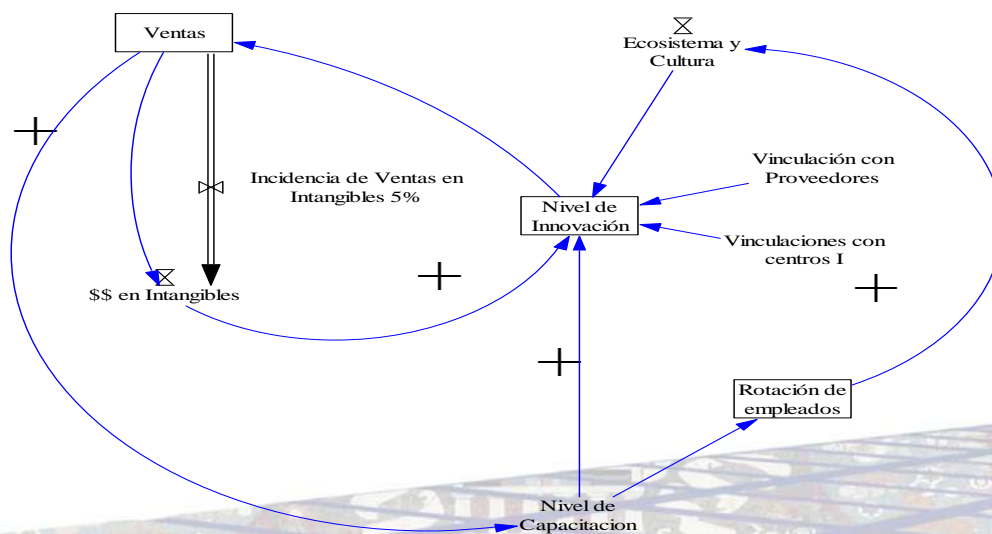 Ventas
Ecosistema y
Cultura
Vinculación con
Proveedores
Incidencia de Ventas en
Intangibles 5%
Nivel de
Innovación
Vinculaciones con
centros I
$$ en Intangibles
Rotación de
empleados
Nivel de
Capacitacion